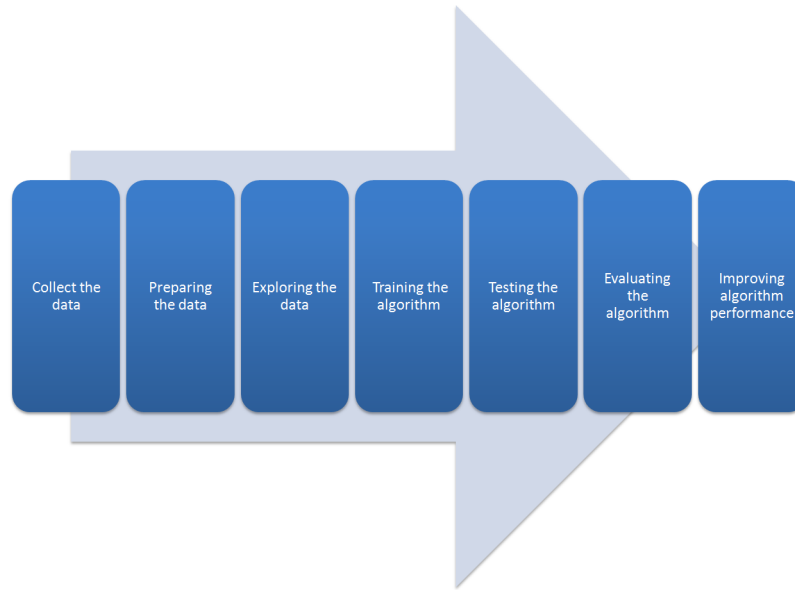 Collect the
data
Preparing
the data
Exploring the
data
Training the
algorithm
Testing the
algorithm
Evaluating
the
algorithm
Improving
algorithm
performance